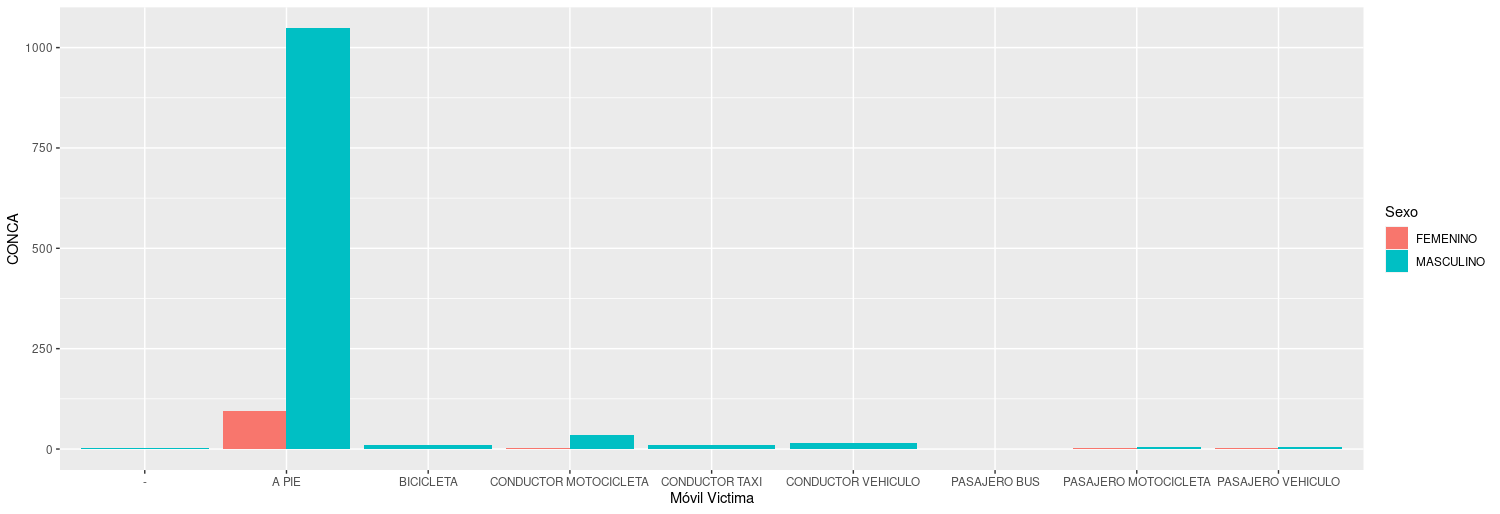 CONCA
1000
750
500
250
0
-
A PIE
BICICLETA
CONDUCTOR MOTOCICLETA
CONDUCTOR TAXI
CONDUCTOR VEHICULO
PASAJERO BUS
PASAJERO MOTOCICLETA
PASAJERO VEHICULO
Móvil Victima
Sexo
FEMENINO
MASCULINO